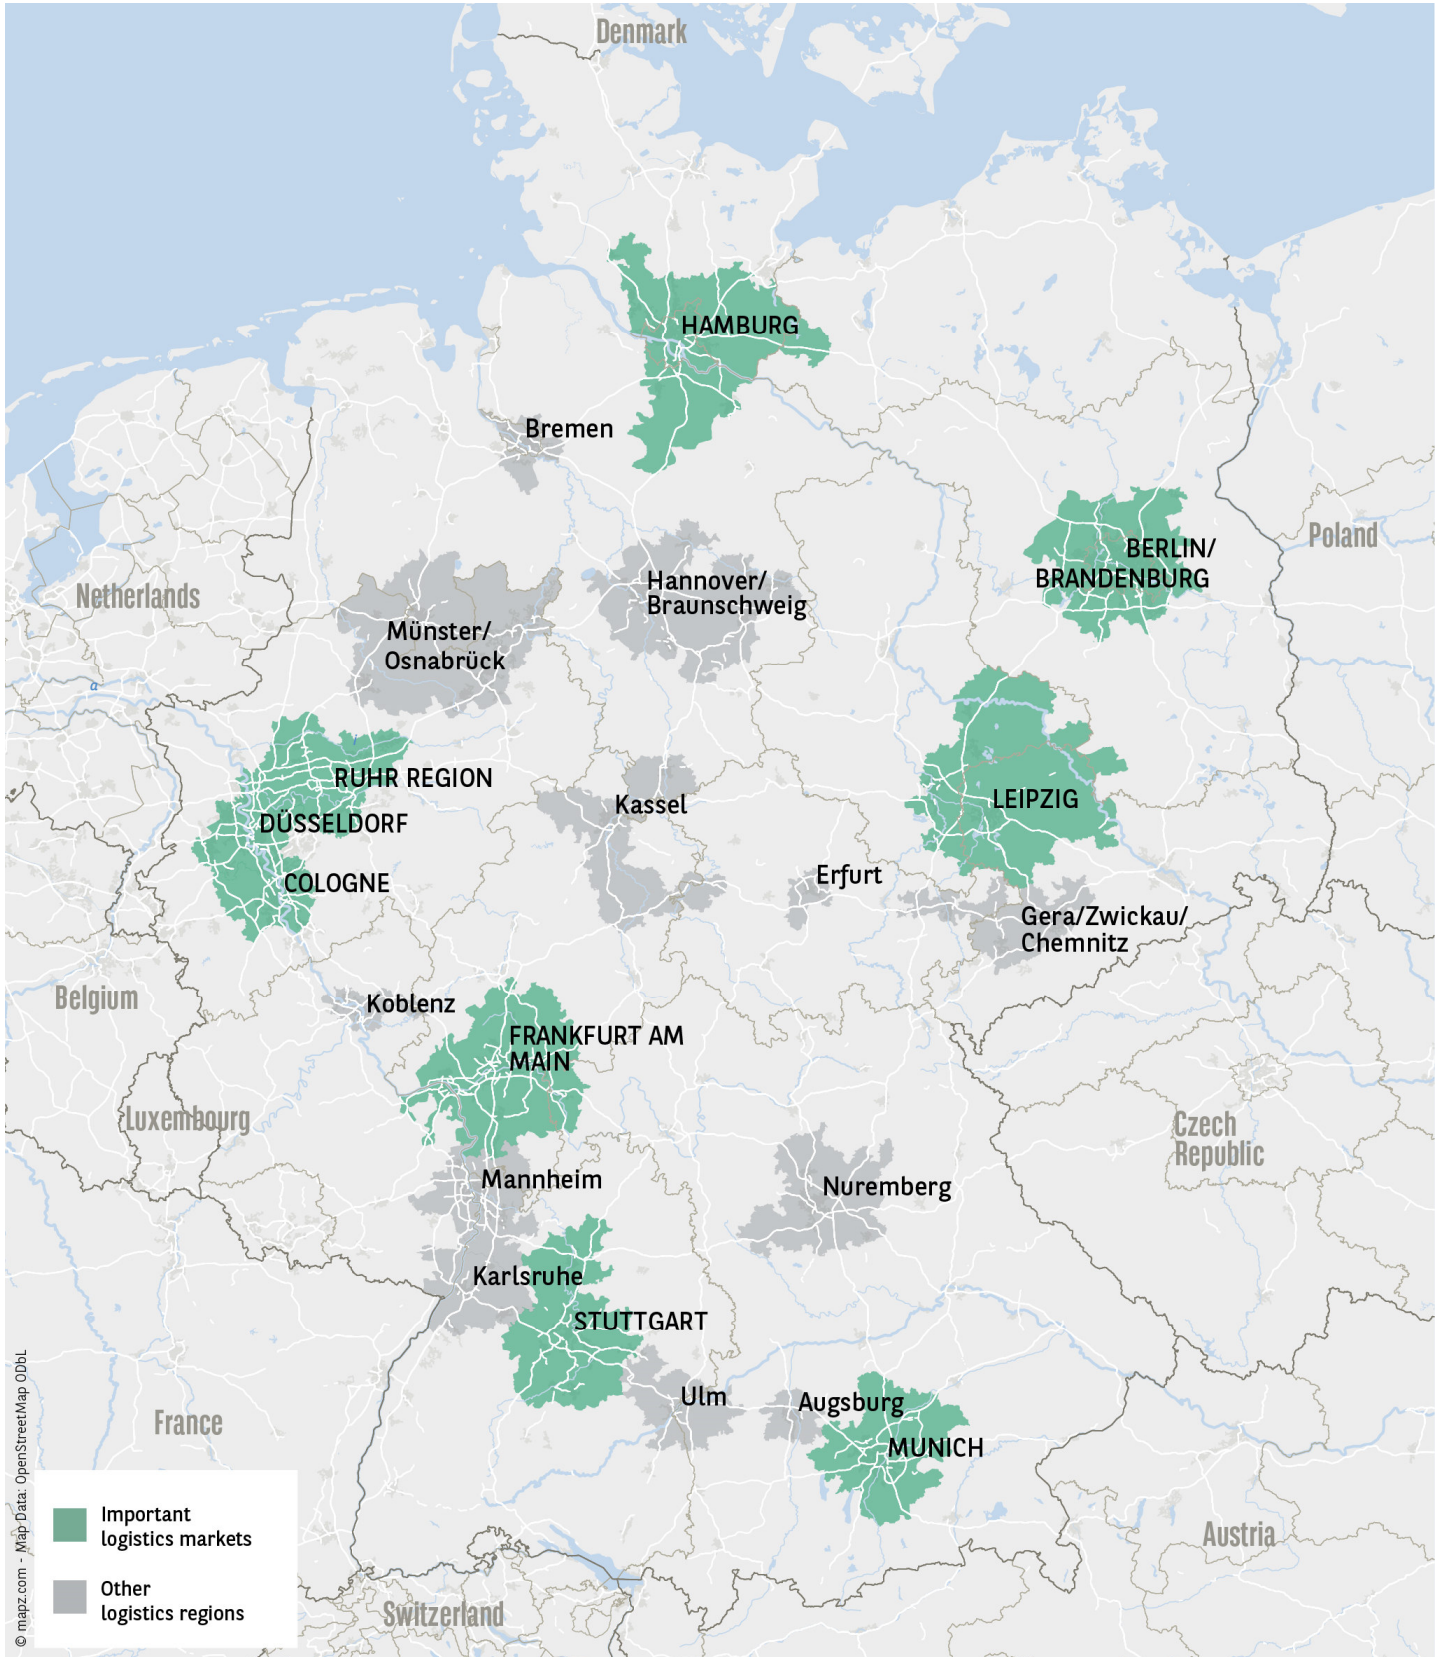 Denmark
HAMBURG
Bremen
Poland
BERLIN/
BRANDENBURG
Hannover/
Braunschweig
Netherlands
Münster/
Osnabrück
a
RUHR REGION
LEIPZIG
Kassel
DÜSSELDORF
COLOGNE
Erfurt
Gera/Zwickau/
Chemnitz
Belgium
Koblenz
FRANKFURT AM
MAIN
Luxembourg
Czech
Republic
Mannheim
Nuremberg
Karlsruhe
STUTTGART
Ulm
Augsburg
France
MUNICH
Important
logistics markets
Austria
Other
logistics regions
Switzerland
© mapz.com - Map Data: OpenStreetMap ODbL